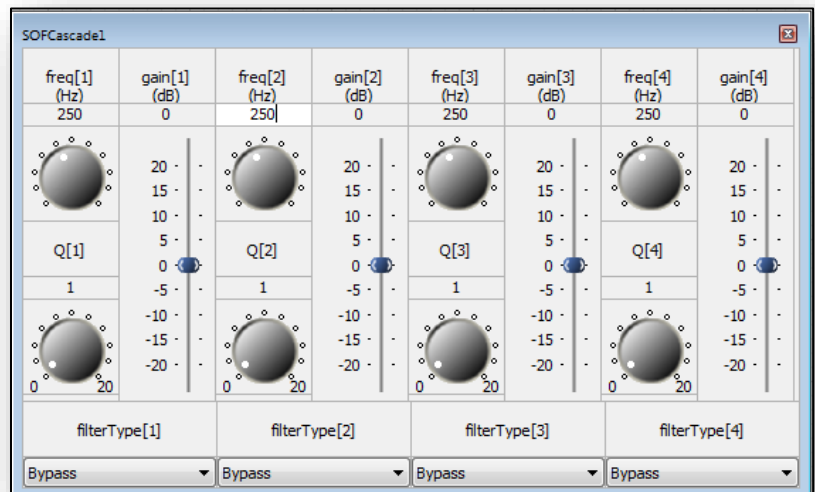 SOFCascade1
freq[1] gain[1] freq[2] gain[2] freq[3] gain[3] freq[4] gain[4]
(Hz) (dB) (Hz) (dB) (Hz) (dB) (Hz) (dB)
250 0 250 0 250 0 250 0
20 20 20 20
15 15 15 15
10 10 10 10
Q[1] 5 Q[2] 5 Q[3] 5 Q[4] 5
0 0 0 0
1 -5 1 -5 1 -5 1 -5
-10 -10 -10 -10
-15 -15 -15 -15
-20 -20 -20 -20
0 20 0 20 0 20 0 20
filterType[1] filterType[2] filterType[3] filterType[4]
Bypass Bypass Bypass Bypass